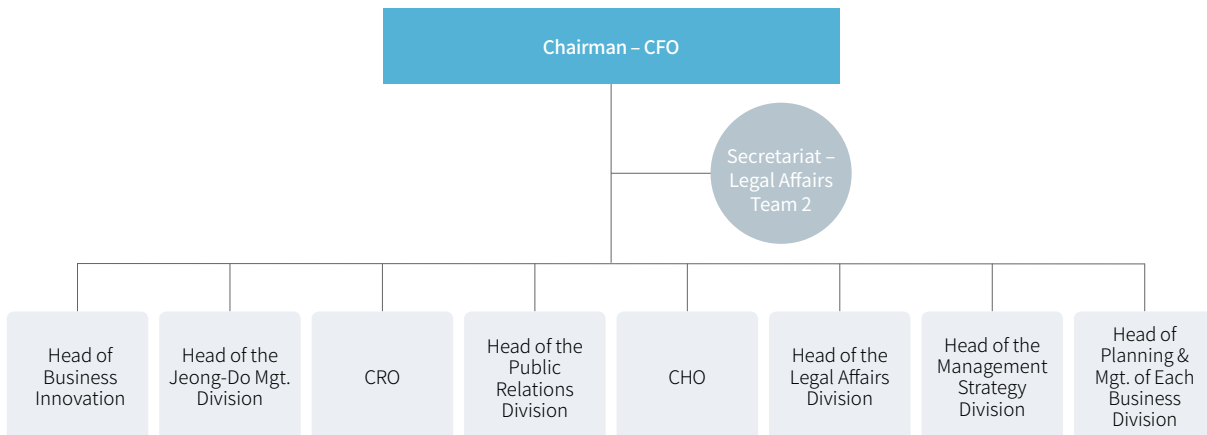 Chairman – CFO
Secretariat –
Legal Affairs
Team 2
Head of
Business
Innovation
Head of the
Jeong-Do Mgt.
Division
CRO
Head of the
Public
Relations
Division
CHO
Head of the
Legal Affairs
Division
Head of the
Management
Strategy
Division
Head of
Planning &
Mgt. of Each
Business
Division